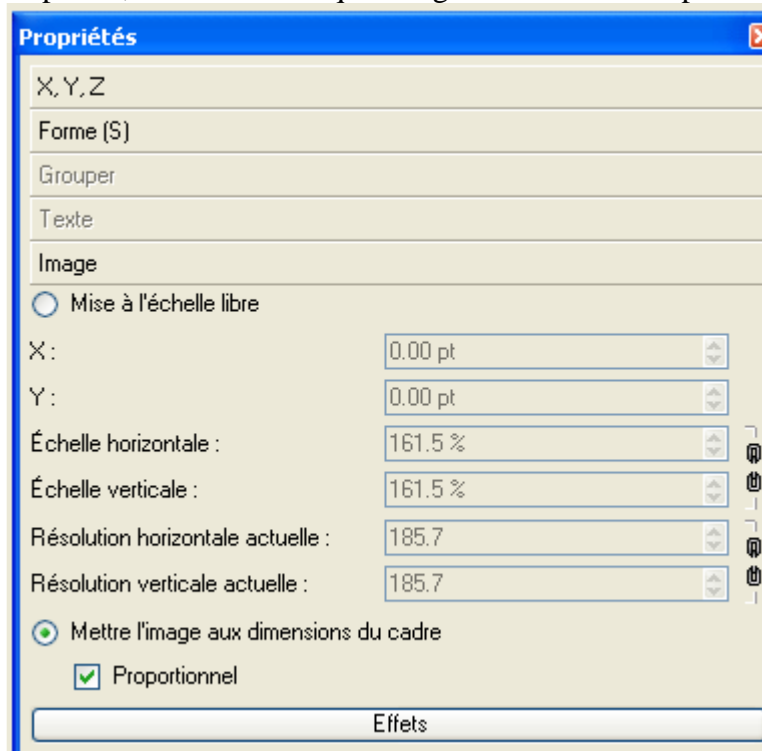 Propriétés
X, Y, Z
Forme (S)
Grouper
Texte
Image
Mise à l'échelle libre
X : 0.00 pt
Y : 0.00 pt
Échelle horizontale : 161.5 %
Échelle verticale : 161.5 %
Résolution horizontale actuelle : 185.7
Résolution verticale actuelle : 185.7
Mettre l'image aux dimensions du cadre
Proportionnel
Effets